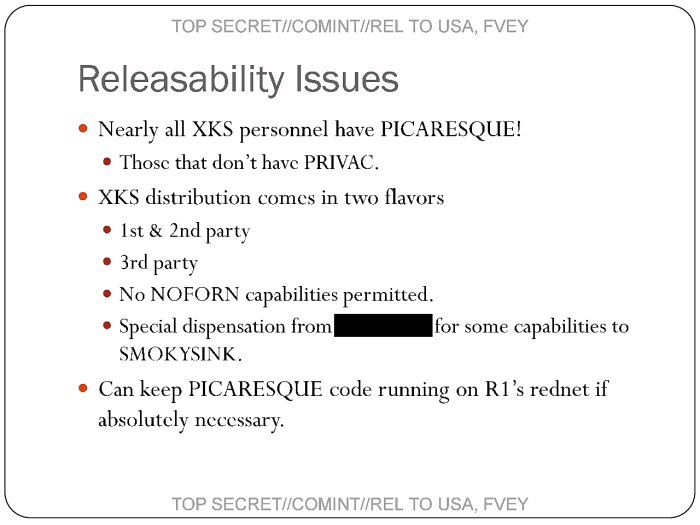 TOP SECRET//COMINT//REL TO USA, FVEY
Releasability Issues
Nearly all XKS personnel have PICARESQUE!
Those that don't have PRIVAC.
XKS distribution comes in two flavors
1st & 2nd party
3rd party
No NOFORN capabilities permitted.
Special dispensation from for some capabilities to
SMOKYSINK.
Can keep PICARESQUE code running on R1's rednet if
absolutely necessary.
TOP SECRET//COMINT//REL TO USA, FVEY